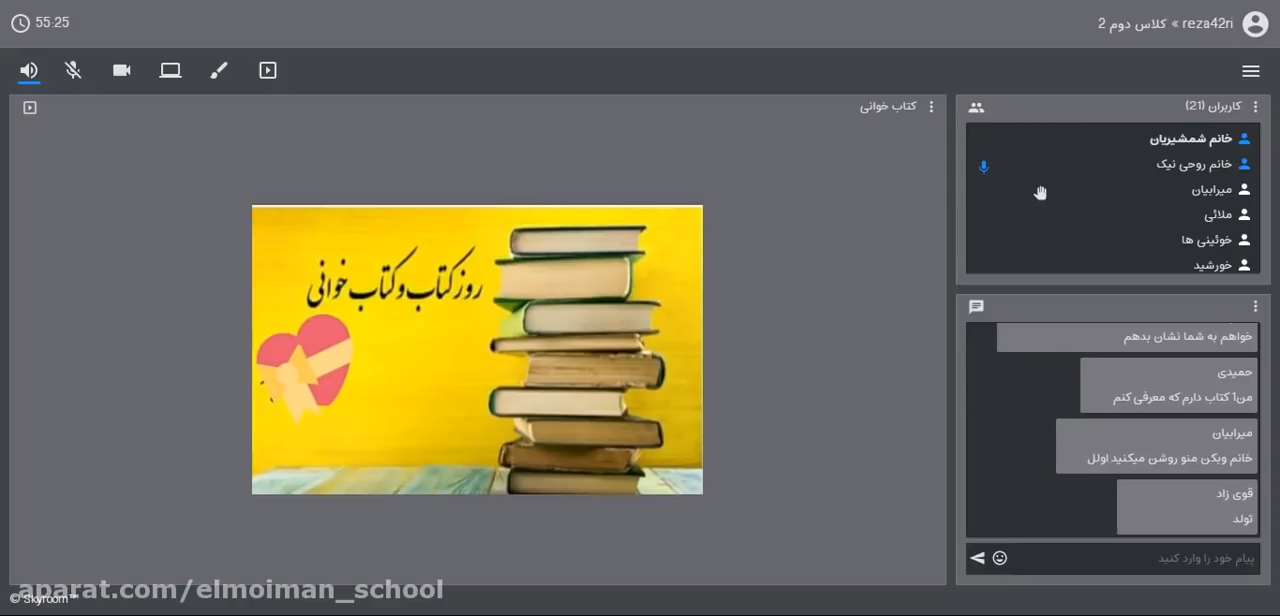 55:25
reza42ri » کلاس دوم 2
کتاب خوانی
روز کتاب و کتاب خوانی
کاربران (21)
خانم شمشیریان
خانم روحی نیک
میرابیان
ملائی
خوئینی ها
خورشید
خواهم به شما نشان بدهم
حمیدی
من1 کتاب دارم که معرفی کنم
میرابیان
خانم وبکن منو روشن میکنید اولل
قوی زاد
تولد
پیام خود را وارد کنید
aparat.com/elmoiman_school
© Skyroom™